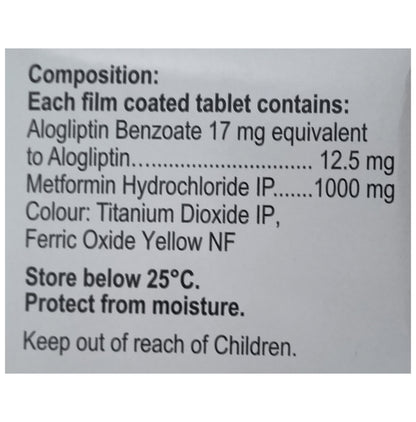 Composition:
Each film coated tablet contains:
Alogliptin Benzoate 17 mg equivalent
to Alogliptin.............................. 12.5 mg
Metformin Hydrochloride IP.......1000 mg
Colour: Titanium Dioxide IP,
Ferric Oxide Yellow NF
Store below 25°C.
Protect from moisture.
Keep out of reach of Children.